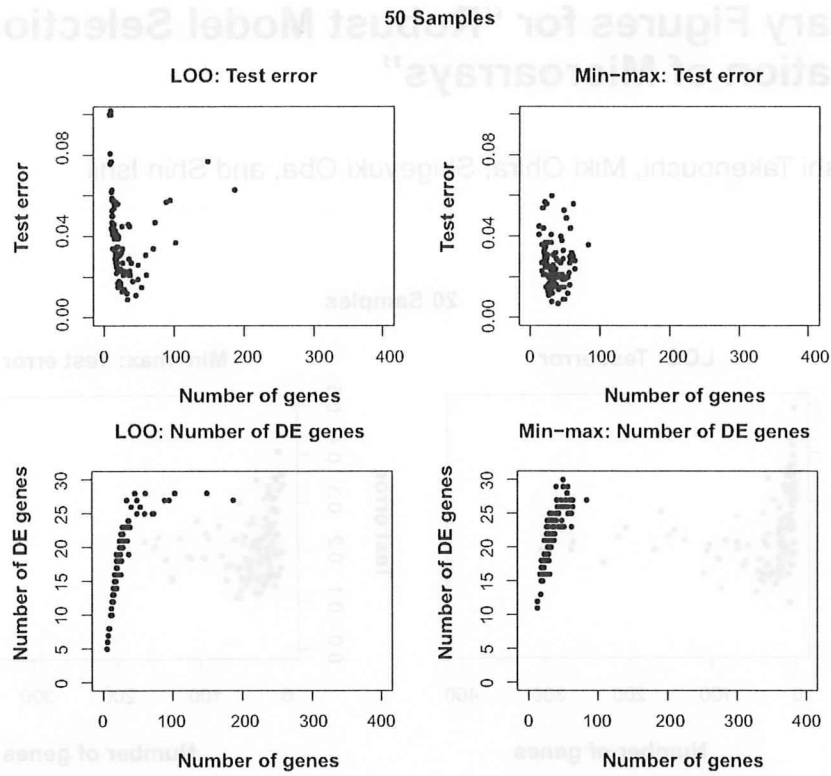 50 Samples
LOO: Test error
Min-max: Test error
Test error
0.00 0.04 0.08
0 100 200 300 400
Number of genes
Test error
0.00 0.04 0.08
0 100 200 300 400
Number of genes
LOO: Number of DE genes
Min-max: Number of DE genes
Number of DE genes
0 5 10 15 20 25 30
0 100 200 300 400
Number of genes
Number of DE genes
0 5 10 15 20 25 30
0 100 200 300 400
Number of genes